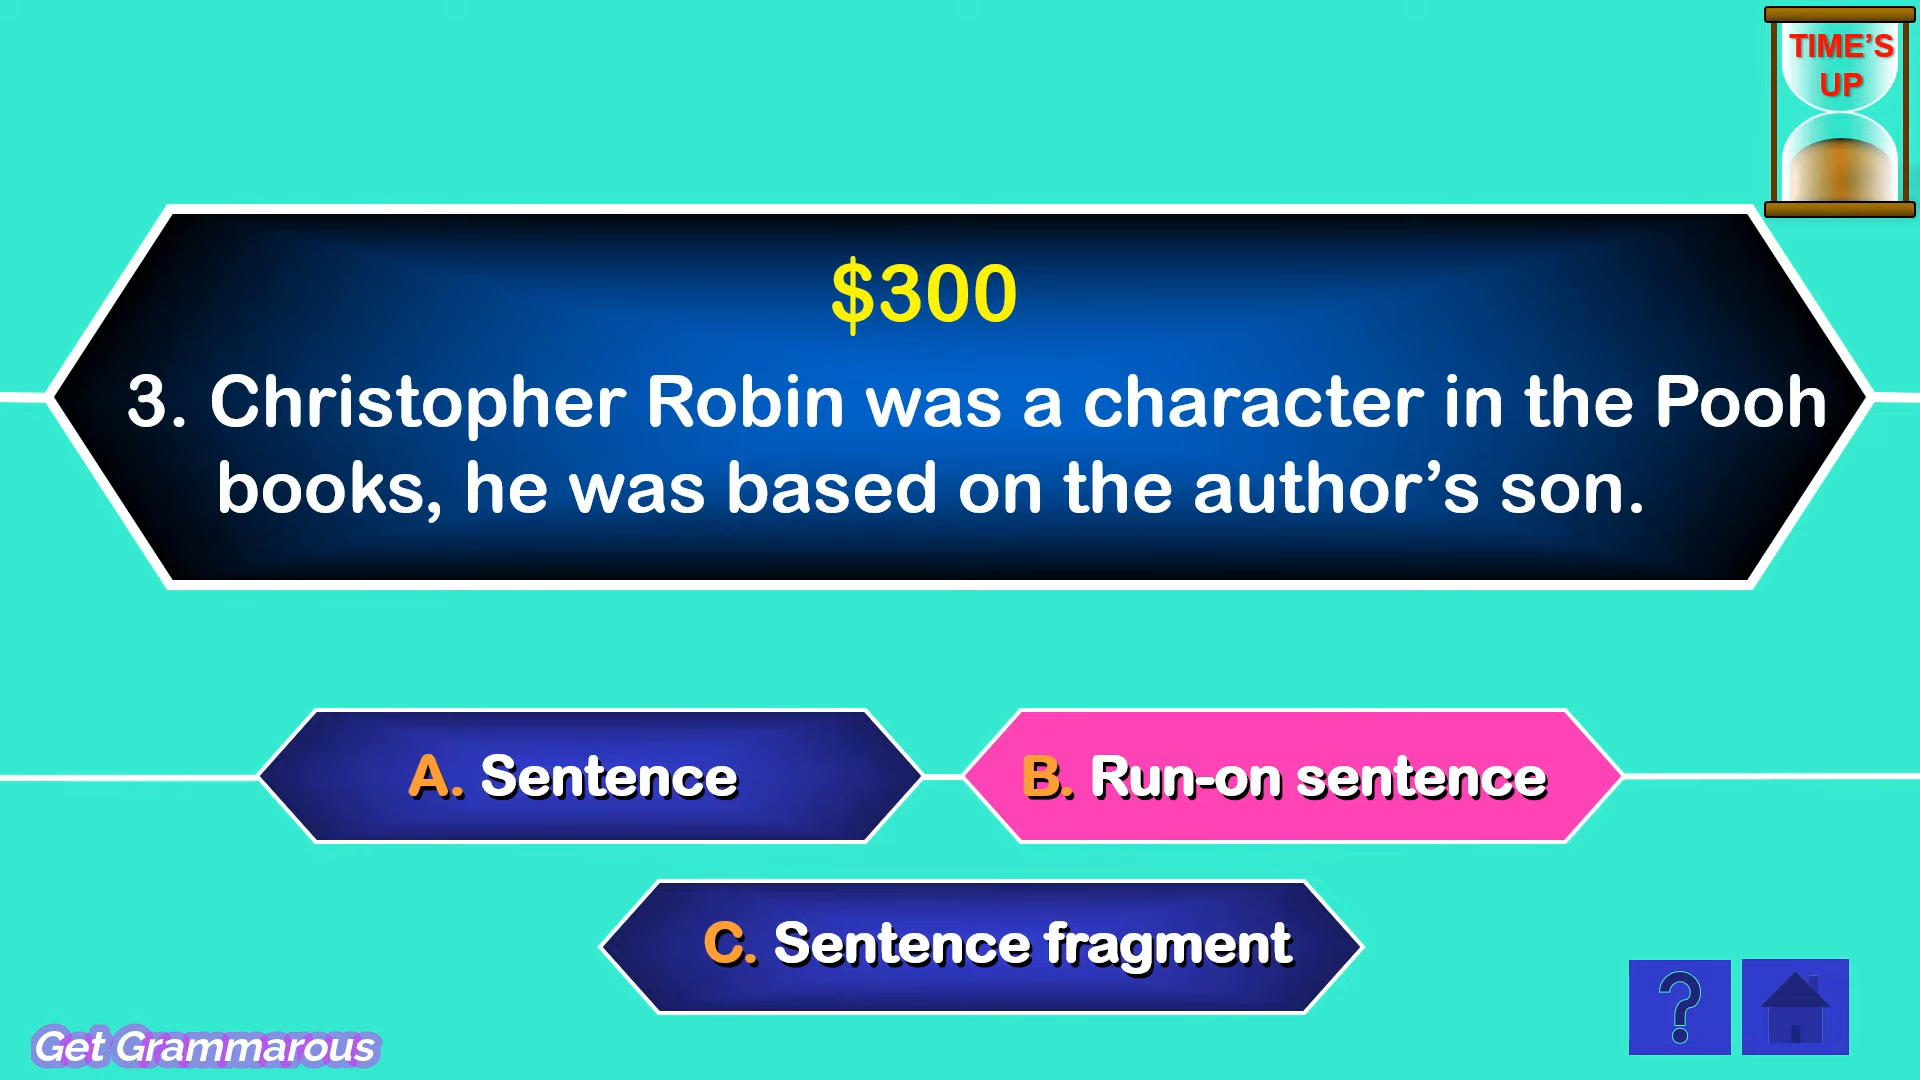 TIME’S
UP
$300
3. Christopher Robin was a character in the Pooh
books, he was based on the author’s son.
A. Sentence
B. Run-on sentence
C. Sentence fragment
?
Get Grammarous